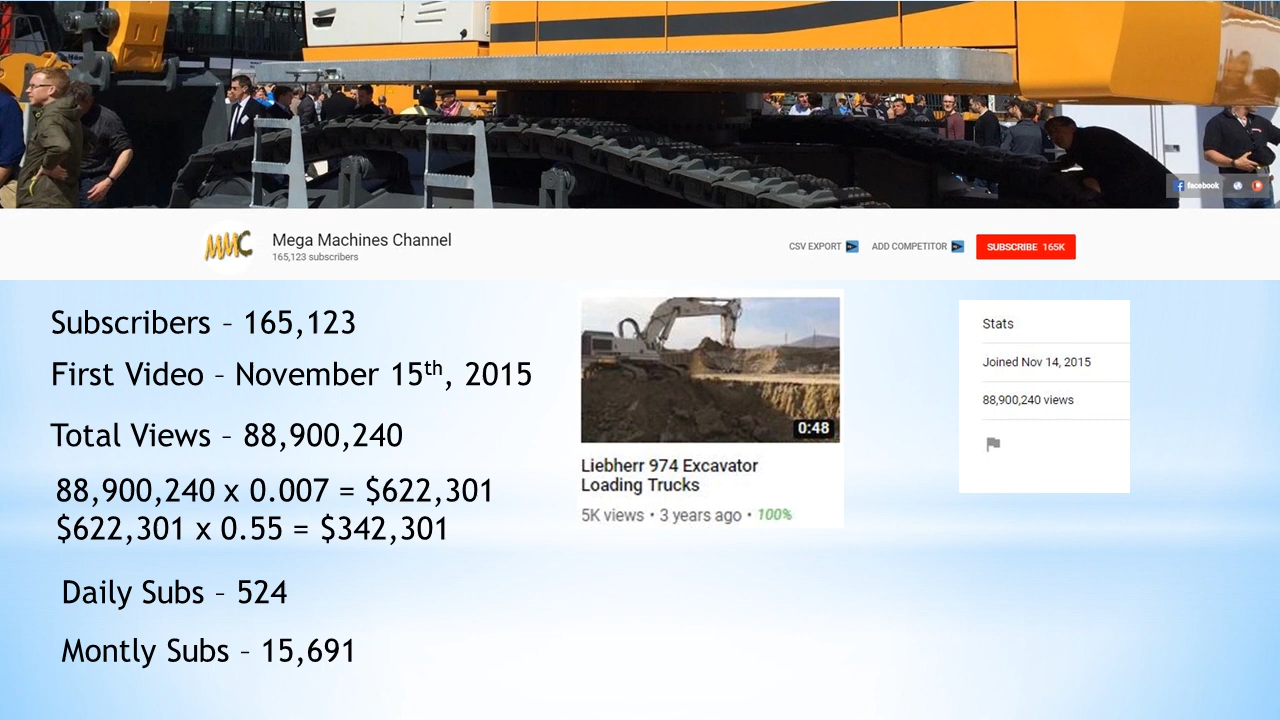 facebook
MMC
Mega Machines Channel
165,123 subscribers
CSV EXPORT
ADD COMPETITOR
SUBSCRIBE 165K
Subscribers – 165,123
First Video – November 15th, 2015
Total Views – 88,900,240
88,900,240 x 0.007 = $622,301
$622,301 x 0.55 = $342,301
Daily Subs – 524
Montly Subs – 15,691
0:48
Liebherr 974 Excavator
Loading Trucks
5K views • 3 years ago • 100%
Stats
Joined Nov 14, 2015
88,900,240 views